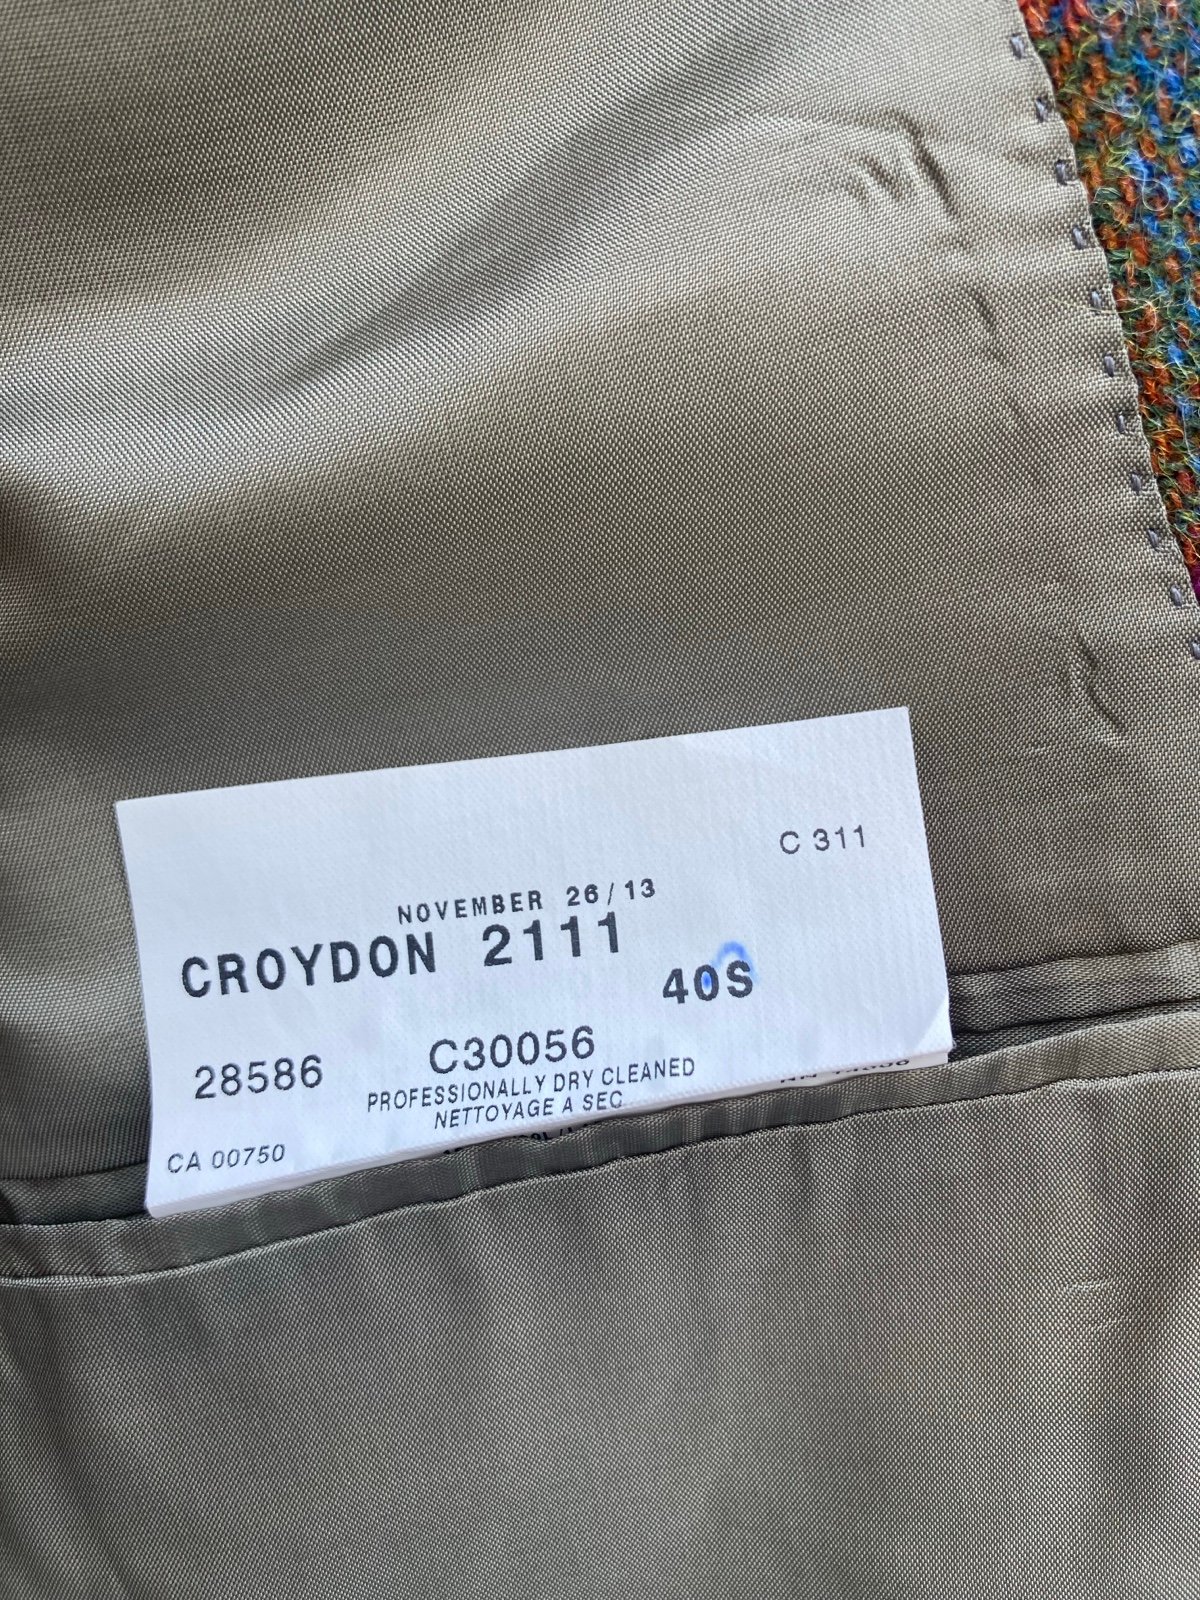 C 311
NOVEMBER 26/13
CROYDON 2111
40S
28586 C30056
PROFESSIONALLY DRY CLEANED
NETTOYAGE A SEC
CA 00750